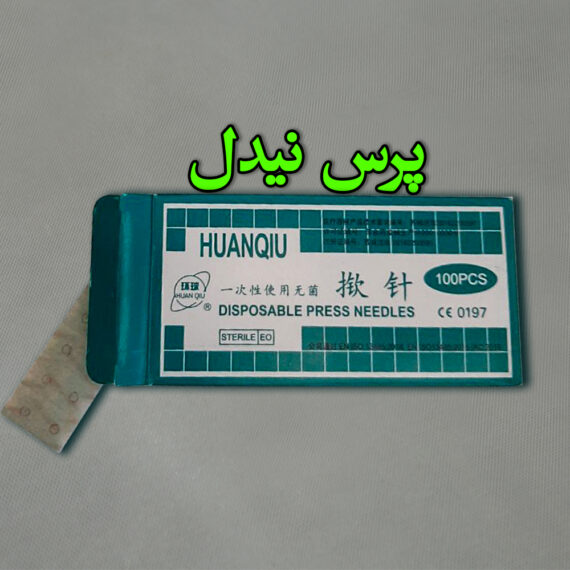 پرس نیدل
HUANQIU
环球
HUAN QIU
®
一次性使用无菌 揿针
100PCS
DISPOSABLE PRESS NEEDLES
CE 0197
STERILE EO